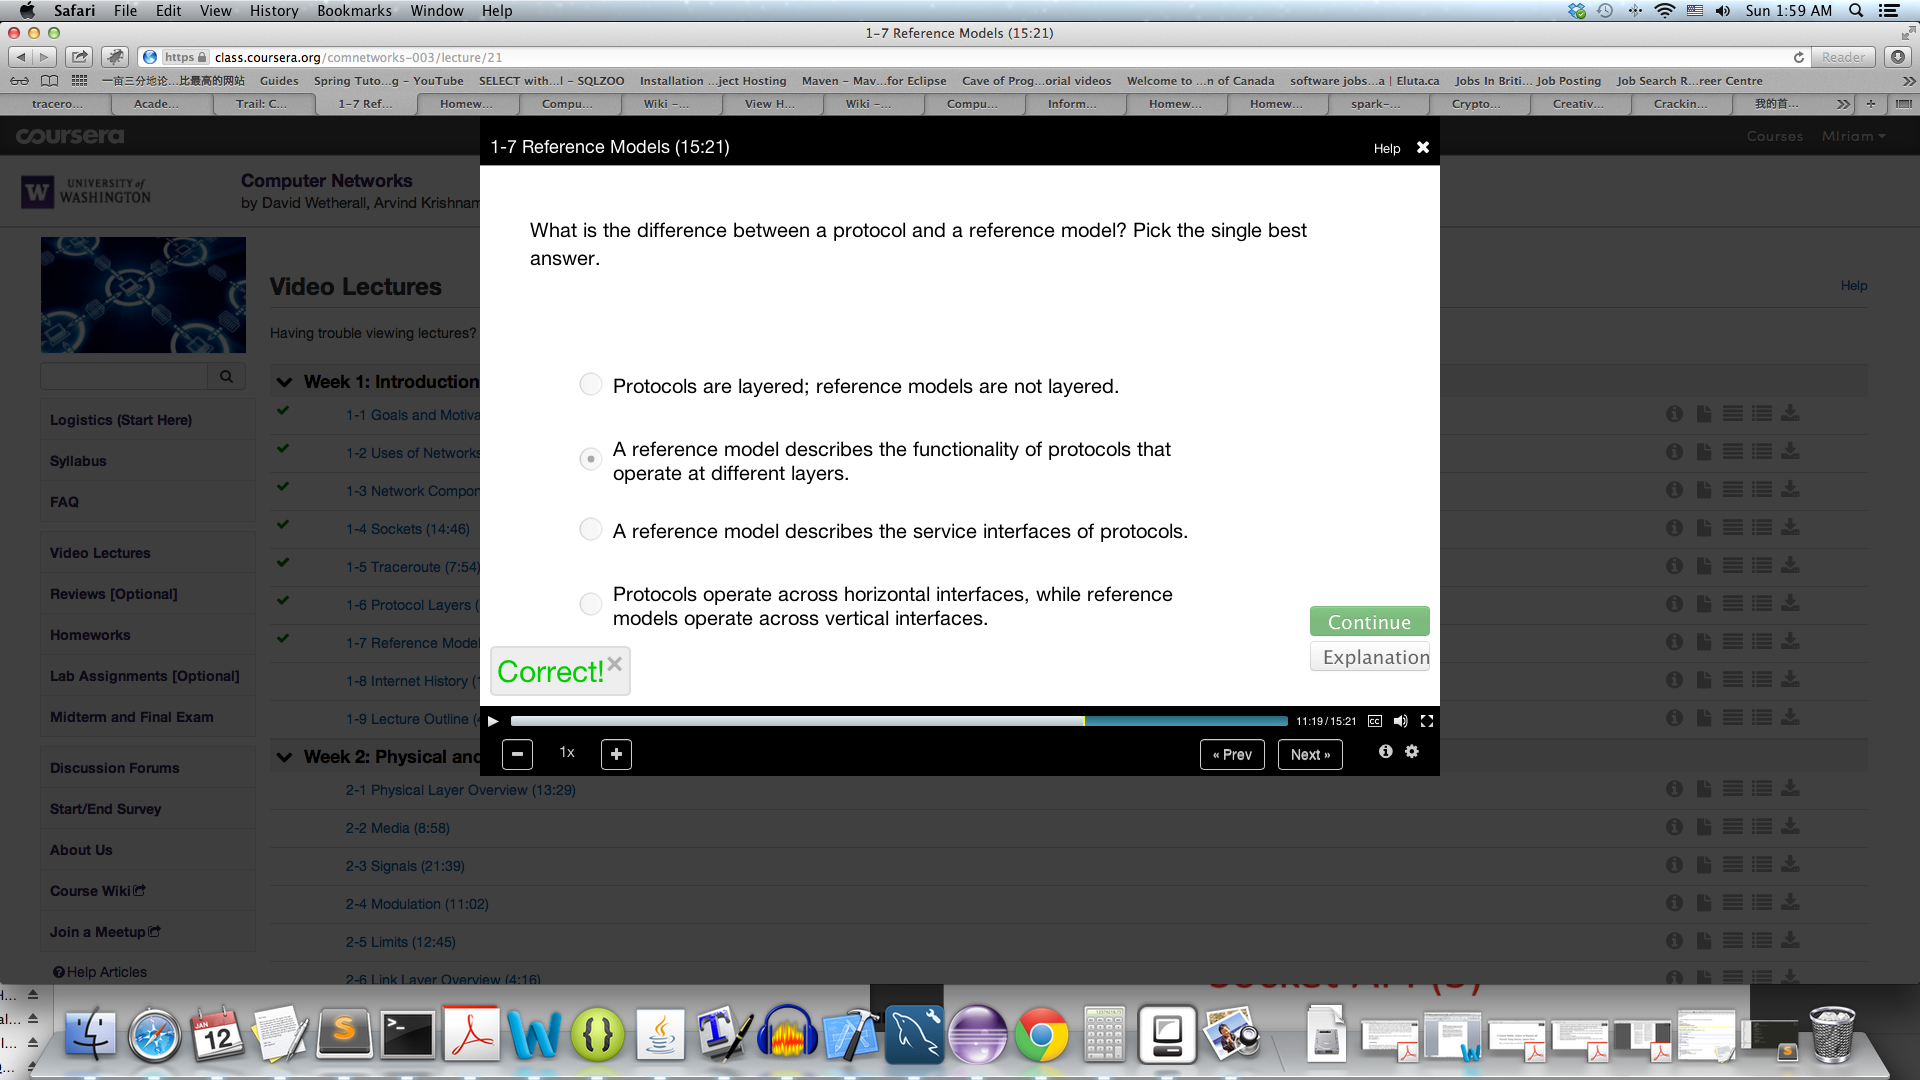 Safari File Edit View History Bookmarks Window Help Sun 1:59 AM
1-7 Reference Models (15:21)
https class.coursera.org/comnetworks-003/lecture/21 Reader
一亩三分地论...比最高的网站 Guides Spring Tuto...g - YouTube SELECT with...l - SQLZOO Installation ...ject Hosting Maven - Mav...for Eclipse Cave of Prog...orial videos Welcome to ...n of Canada software jobs...a | Eluta.ca Jobs In Briti... Job Posting Job Search R...reer Centre
tracero... Acade... Trail: C... 1-7 Ref... Homew... Compu... Wiki -... View H... Wiki -... Compu... Inform... Homew... Homew... spark-... Crypto... Creativ... Crackin... 我的首...
coursera Courses MIriam
1-7 Reference Models (15:21) Help
W UNIVERSITY of WASHINGTON
Computer Networks
by David Wetherall, Arvind Krishnam
What is the difference between a protocol and a reference model? Pick the single best
answer.
Video Lectures Help
Having trouble viewing lectures?
Week 1: Introduction
1-1 Goals and Motiva
1-2 Uses of Networks
1-3 Network Compon
1-4 Sockets (14:46)
1-5 Traceroute (7:54)
1-6 Protocol Layers (
1-7 Reference Model
1-8 Internet History (
1-9 Lecture Outline (
Week 2: Physical and
2-1 Physical Layer Overview (13:29)
2-2 Media (8:58)
2-3 Signals (21:39)
2-4 Modulation (11:02)
2-5 Limits (12:45)
2-6 Link Layer Overview (4:16)
Logistics (Start Here)
Syllabus
FAQ
Video Lectures
Reviews [Optional]
Homeworks
Lab Assignments [Optional]
Midterm and Final Exam
Discussion Forums
Start/End Survey
About Us
Course Wiki
Join a Meetup
Help Articles
Protocols are layered; reference models are not layered.
A reference model describes the functionality of protocols that
operate at different layers.
A reference model describes the service interfaces of protocols.
Protocols operate across horizontal interfaces, while reference
models operate across vertical interfaces.
Continue
Explanation
Correct!
11:19/15:21 CC
1x « Prev Next »
JAN
12